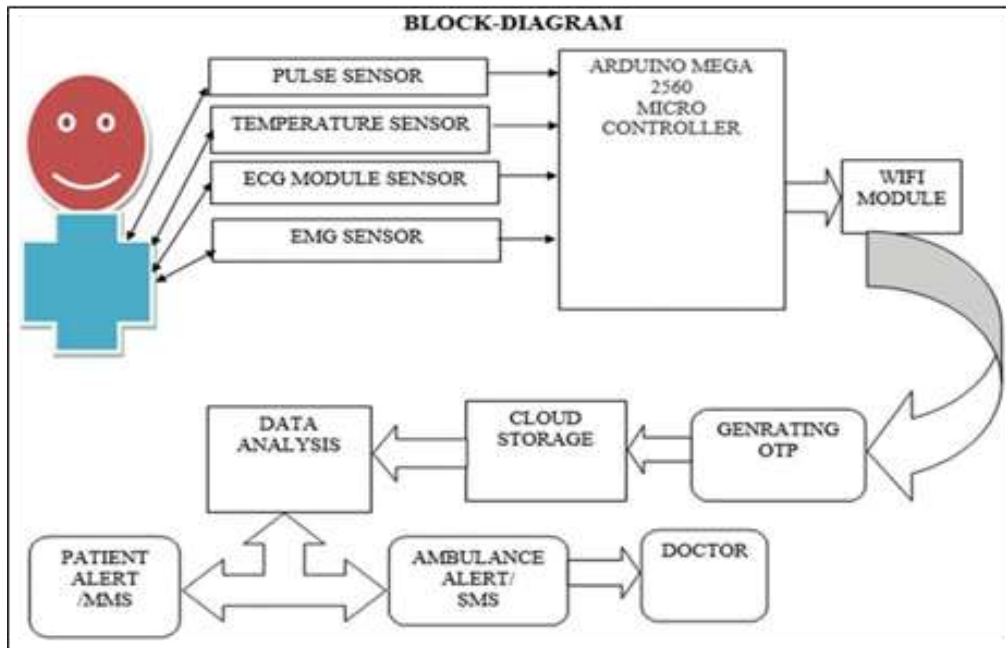 BLOCK-DIAGRAM
PULSE SENSOR
TEMPERATURE SENSOR
ECG MODULE SENSOR
EMG SENSOR
ARDUINO MEGA
2560
MICRO
CONTROLLER
WIFI
MODULE
GENRATING
OTP
CLOUD
STORAGE
DATA
ANALYSIS
PATIENT
ALERT
/MMS
AMBULANCE
ALERT/
SMS
DOCTOR